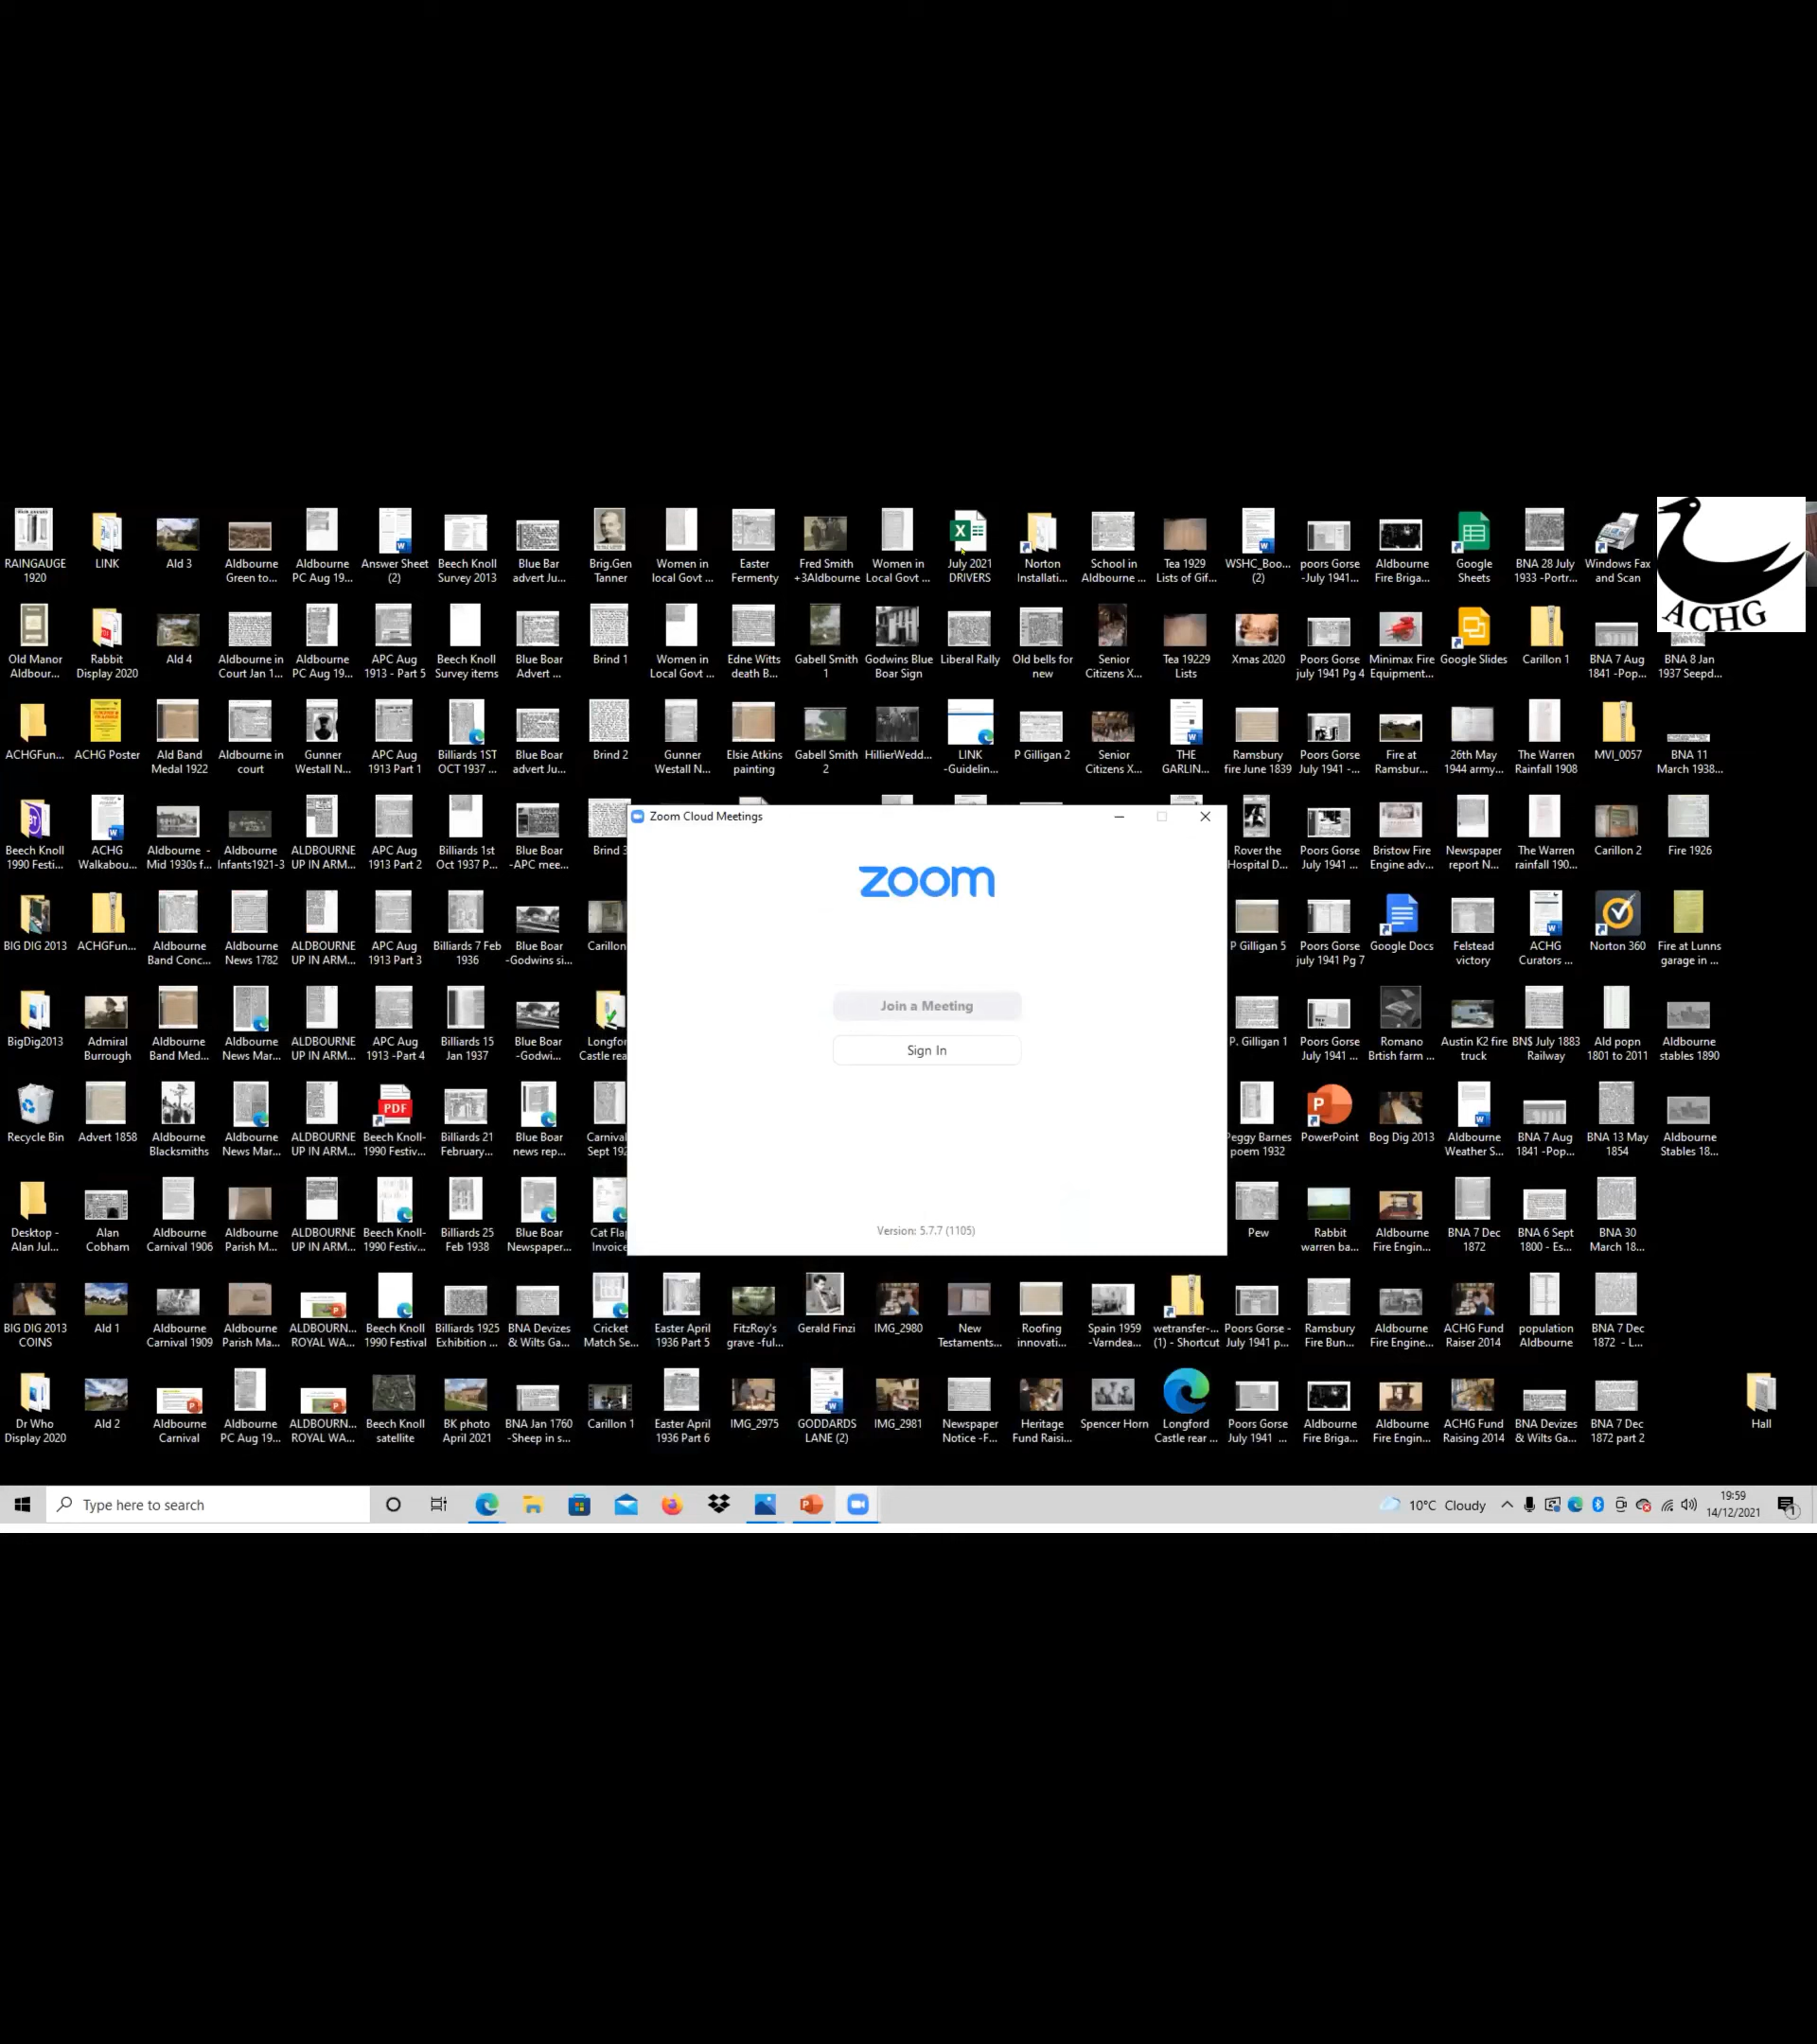 RAINGAUGE
1920
LINK
Ald 3
Aldbourne
Green to...
Aldbourne
PC Aug 19...
Answer Sheet
(2)
Beech Knoll
Survey 2013
Blue Bar
advert Ju...
Brig.Gen
Tanner
Women in
local Govt ...
Easter
Fermenty
Fred Smith
+3Aldbourne
Women in
Local Govt ...
July 2021
DRIVERS
Norton
Installati...
School in
Aldbourne ...
Tea 1929
Lists of Gif...
WSHC_Boo...
(2)
poors Gorse
-July 1941...
Aldbourne
Fire Briga...
Google
Sheets
BNA 28 July
1933 -Portr...
Windows Fax
and Scan
ACHG
Old Manor
Aldbour...
Rabbit
Display 2020
Ald 4
Aldbourne in
Court Jan 1...
Aldbourne
PC Aug 19...
APC Aug
1913 - Part 5
Beech Knoll
Survey items
Blue Boar
Advert ...
Brind 1
Women in
Local Govt ...
Edne Witts
death B...
Gabell Smith
1
Godwins Blue
Boar Sign
Liberal Rally
Old bells for
new
Senior
Citizens X...
Tea 19229
Lists
Xmas 2020
Poors Gorse
july 1941 Pg 4
Minimax Fire
Equipment...
Google Slides
Carillon 1
BNA 7 Aug
1841 -Pop...
BNA 8 Jan
1937 Seepd...
ACHGFun...
ACHG Poster
Ald Band
Medal 1922
Aldbourne in
court
Gunner
Westall N...
APC Aug
1913 Part 1
Billiards 1ST
OCT 1937 ...
Blue Boar
advert Ju...
Brind 2
Gunner
Westall N...
Elsie Atkins
painting
Gabell Smith
2
HillierWedd...
LINK
-Guidelin...
P Gilligan 2
Senior
Citizens X...
THE
GARLIN...
Ramsbury
fire June 1839
Poors Gorse
July 1941 -...
Fire at
Ramsbur...
26th May
1944 army...
The Warren
Rainfall 1908
MVI_0057
BNA 11
March 1938...
Beech Knoll
1990 Festi...
ACHG
Walkabou...
Aldbourne -
Mid 1930s f...
Aldbourne
Infants1921-3
ALDBOURNE
UP IN ARM...
APC Aug
1913 Part 2
Billiards 1st
Oct 1937 P...
Blue Boar
-APC mee...
Brind 3
Zoom Cloud Meetings
Rover the
Hospital D...
Poors Gorse
July 1941 ...
Bristow Fire
Engine adv...
Newspaper
report N...
The Warren
rainfall 190...
Carillon 2
Fire 1926
zoom
BIG DIG 2013
ACHGFun...
Aldbourne
Band Conc...
Aldbourne
News 1782
ALDBOURNE
UP IN ARM...
APC Aug
1913 Part 3
Billiards 7 Feb
1936
Blue Boar
-Godwins si...
Carillon
P Gilligan 5
Poors Gorse
july 1941 Pg 7
Google Docs
Felstead
victory
ACHG
Curators ...
Norton 360
Fire at Lunns
garage in ...
Join a Meeting
Sign In
BigDig2013
Admiral
Burrough
Aldbourne
Band Med...
Aldbourne
News Mar...
ALDBOURNE
UP IN ARM...
APC Aug
1913 -Part 4
Billiards 15
Jan 1937
Blue Boar
-Godwi...
Longfor
Castle rea
P. Gilligan 1
Poors Gorse
July 1941 ...
Romano
Brtish farm ...
Austin K2 fire
truck
BN$ July 1883
Railway
Ald popn
1801 to 2011
Aldbourne
stables 1890
Recycle Bin
Advert 1858
Aldbourne
Blacksmiths
Aldbourne
News Mar...
ALDBOURNE
UP IN ARM...
PDF
Beech Knoll-
1990 Festiv...
Billiards 21
February...
Blue Boar
news rep...
Carnival
Sept 192
Peggy Barnes
poem 1932
PowerPoint
Bog Dig 2013
Aldbourne
Weather S...
BNA 7 Aug
1841 -Pop...
BNA 13 May
1854
Aldbourne
Stables 18...
Desktop -
Alan Jul...
Alan
Cobham
Aldbourne
Carnival 1906
Aldbourne
Parish M...
ALDBOURNE
UP IN ARM...
Beech Knoll-
1990 Festiv...
Billiards 25
Feb 1938
Blue Boar
Newspaper...
Cat Flap
Invoice
Version: 5.7.7 (1105)
Pew
Rabbit
warren ba...
Aldbourne
Fire Engin...
BNA 7 Dec
1872
BNA 6 Sept
1800 - Es...
BNA 30
March 18...
BIG DIG 2013
COINS
Ald 1
Aldbourne
Carnival 1909
Aldbourne
Parish Ma...
ALDBOURN...
ROYAL WA...
Beech Knoll
1990 Festival
Billiards 1925
Exhibition ...
BNA Devizes
& Wilts Ga...
Cricket
Match Se...
Easter April
1936 Part 5
FitzRoy's
grave -ful...
Gerald Finzi
IMG_2980
New
Testaments...
Roofing
innovati...
Spain 1959
-Varndea...
wetransfer-...
(1) - Shortcut
Poors Gorse -
July 1941 p...
Ramsbury
Fire Bun...
Aldbourne
Fire Engin...
ACHG Fund
Raiser 2014
population
Aldbourne
BNA 7 Dec
1872 - L...
Dr Who
Display 2020
Ald 2
Aldbourne
Carnival
Aldbourne
PC Aug 19...
ALDBOURN...
ROYAL WA...
Beech Knoll
satellite
BK photo
April 2021
BNA Jan 1760
-Sheep in s...
Carillon 1
Easter April
1936 Part 6
IMG_2975
GODDARDS
LANE (2)
IMG_2981
Newspaper
Notice -F...
Heritage
Fund Raisi...
Spencer Horn
Longford
Castle rear ...
Poors Gorse
July 1941 ...
Aldbourne
Fire Briga...
Aldbourne
Fire Engin...
ACHG Fund
Raising 2014
BNA Devizes
& Wilts Ga...
BNA 7 Dec
1872 part 2
Hall
Type here to search
10°C Cloudy
19:59
14/12/2021
1